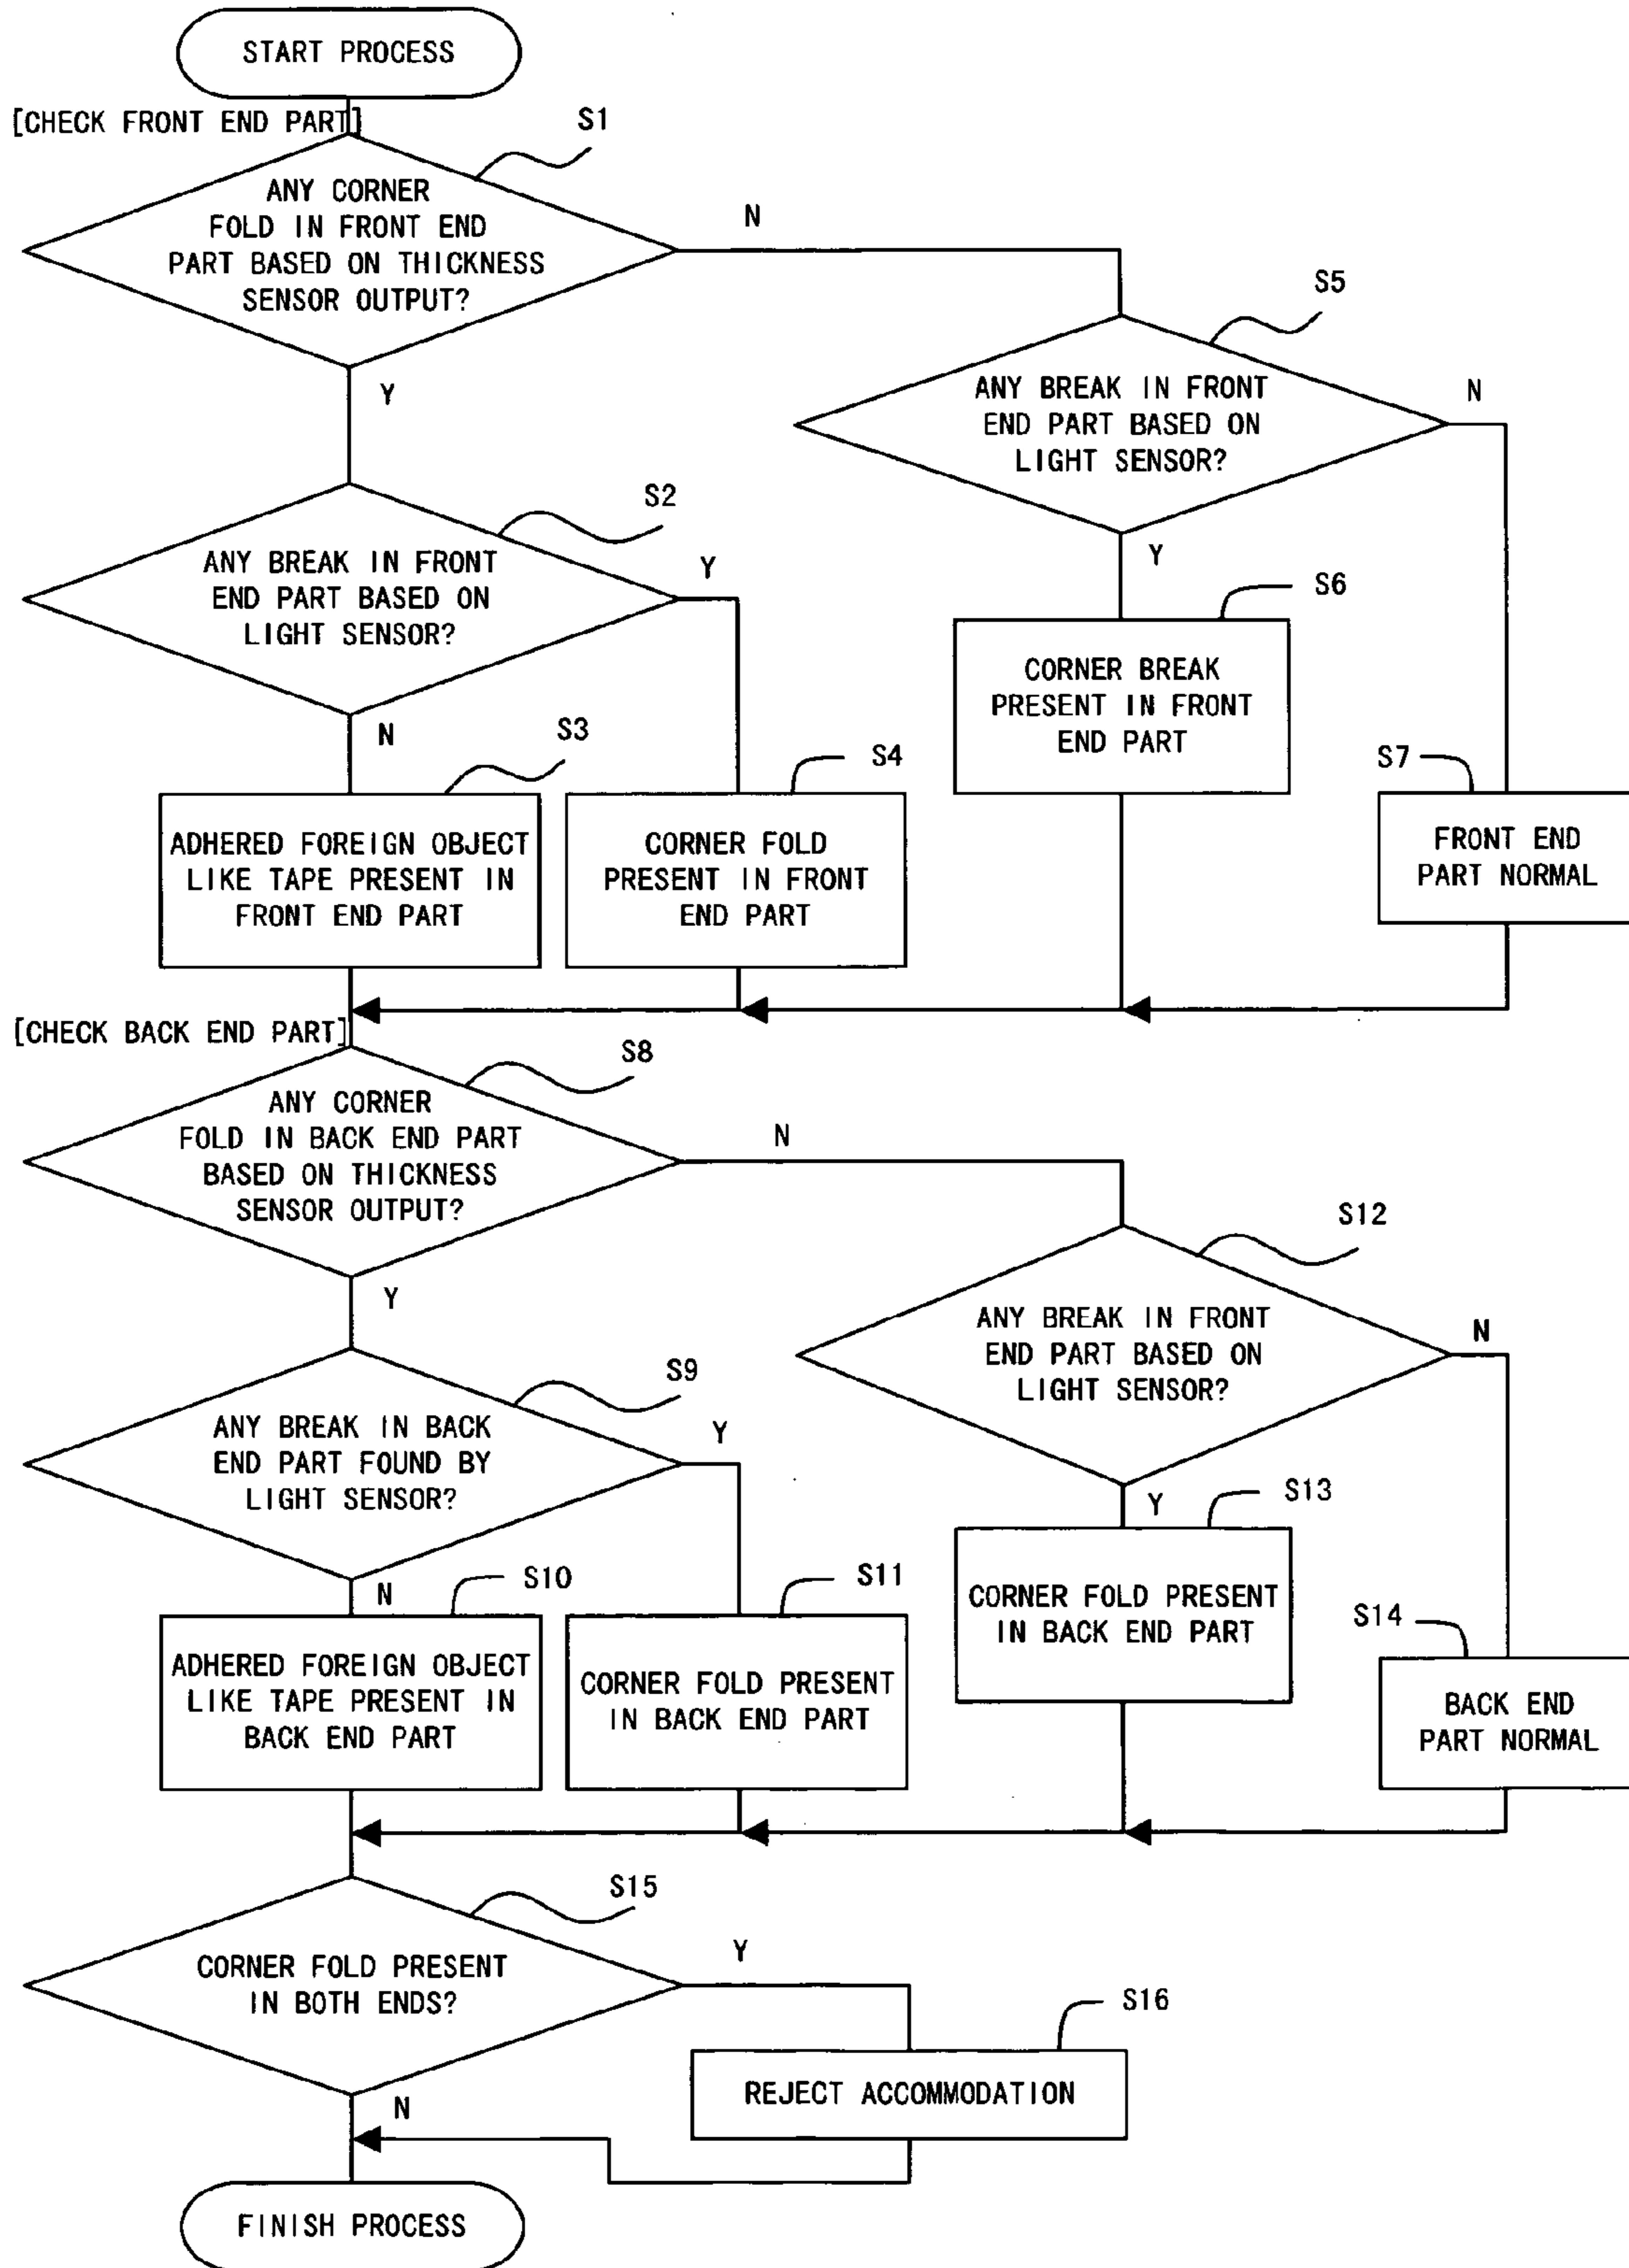 START PROCESS
[CHECK FRONT END PART]
S1
ANY CORNER
FOLD IN FRONT END
PART BASED ON THICKNESS
SENSOR OUTPUT?
N
Y
S5
ANY BREAK IN FRONT
END PART BASED ON
LIGHT SENSOR?
N
Y
S2
ANY BREAK IN FRONT
END PART BASED ON
LIGHT SENSOR?
Y
N
S6
CORNER BREAK
PRESENT IN FRONT
END PART
S3
ADHERED FOREIGN OBJECT
LIKE TAPE PRESENT IN
FRONT END PART
S4
CORNER FOLD
PRESENT IN FRONT
END PART
S7
FRONT END
PART NORMAL
[CHECK BACK END PART]
S8
ANY CORNER
FOLD IN BACK END PART
BASED ON THICKNESS
SENSOR OUTPUT?
N
Y
S12
ANY BREAK IN FRONT
END PART BASED ON
LIGHT SENSOR?
N
Y
S9
ANY BREAK IN BACK
END PART FOUND BY
LIGHT SENSOR?
Y
N
S13
CORNER FOLD PRESENT
IN BACK END PART
S10
ADHERED FOREIGN OBJECT
LIKE TAPE PRESENT IN
BACK END PART
S11
CORNER FOLD PRESENT
IN BACK END PART
S14
BACK END
PART NORMAL
S15
CORNER FOLD PRESENT
IN BOTH ENDS?
Y
N
S16
REJECT ACCOMMODATION
FINISH PROCESS